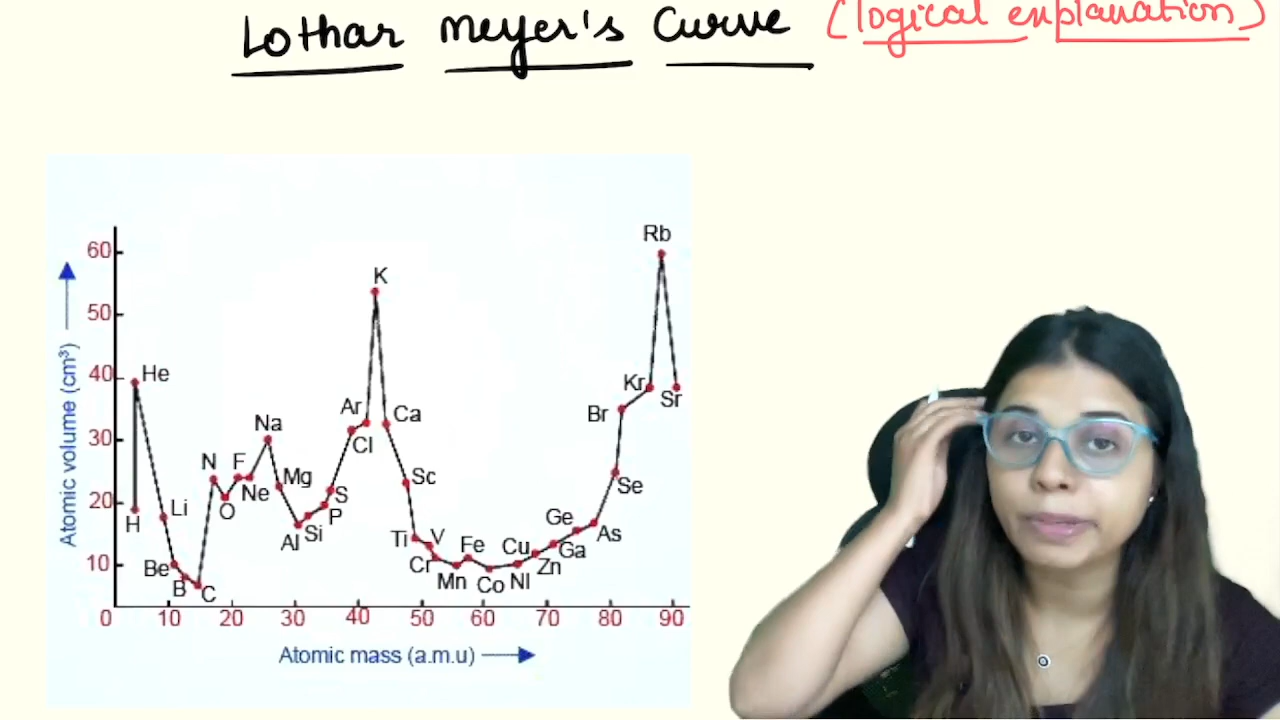 Lothar Meyer's Curve (logical explanation)
Rb
60
K
50
40
He
Kr
Sr
Ar
Ca
Br
Na
Cl
30
N
F
Mg
Sc
Se
Ne
S
20
Li
O
P
H
Si
Ge
As
Al
Ti
V
Fe
Cu
Ga
10
Be
Cr
Zn
Mn
Co
NI
B
C
0 10 20 30 40 50 60 70 80 90
Atomic volume (cm³)
Atomic mass (a.m.u)